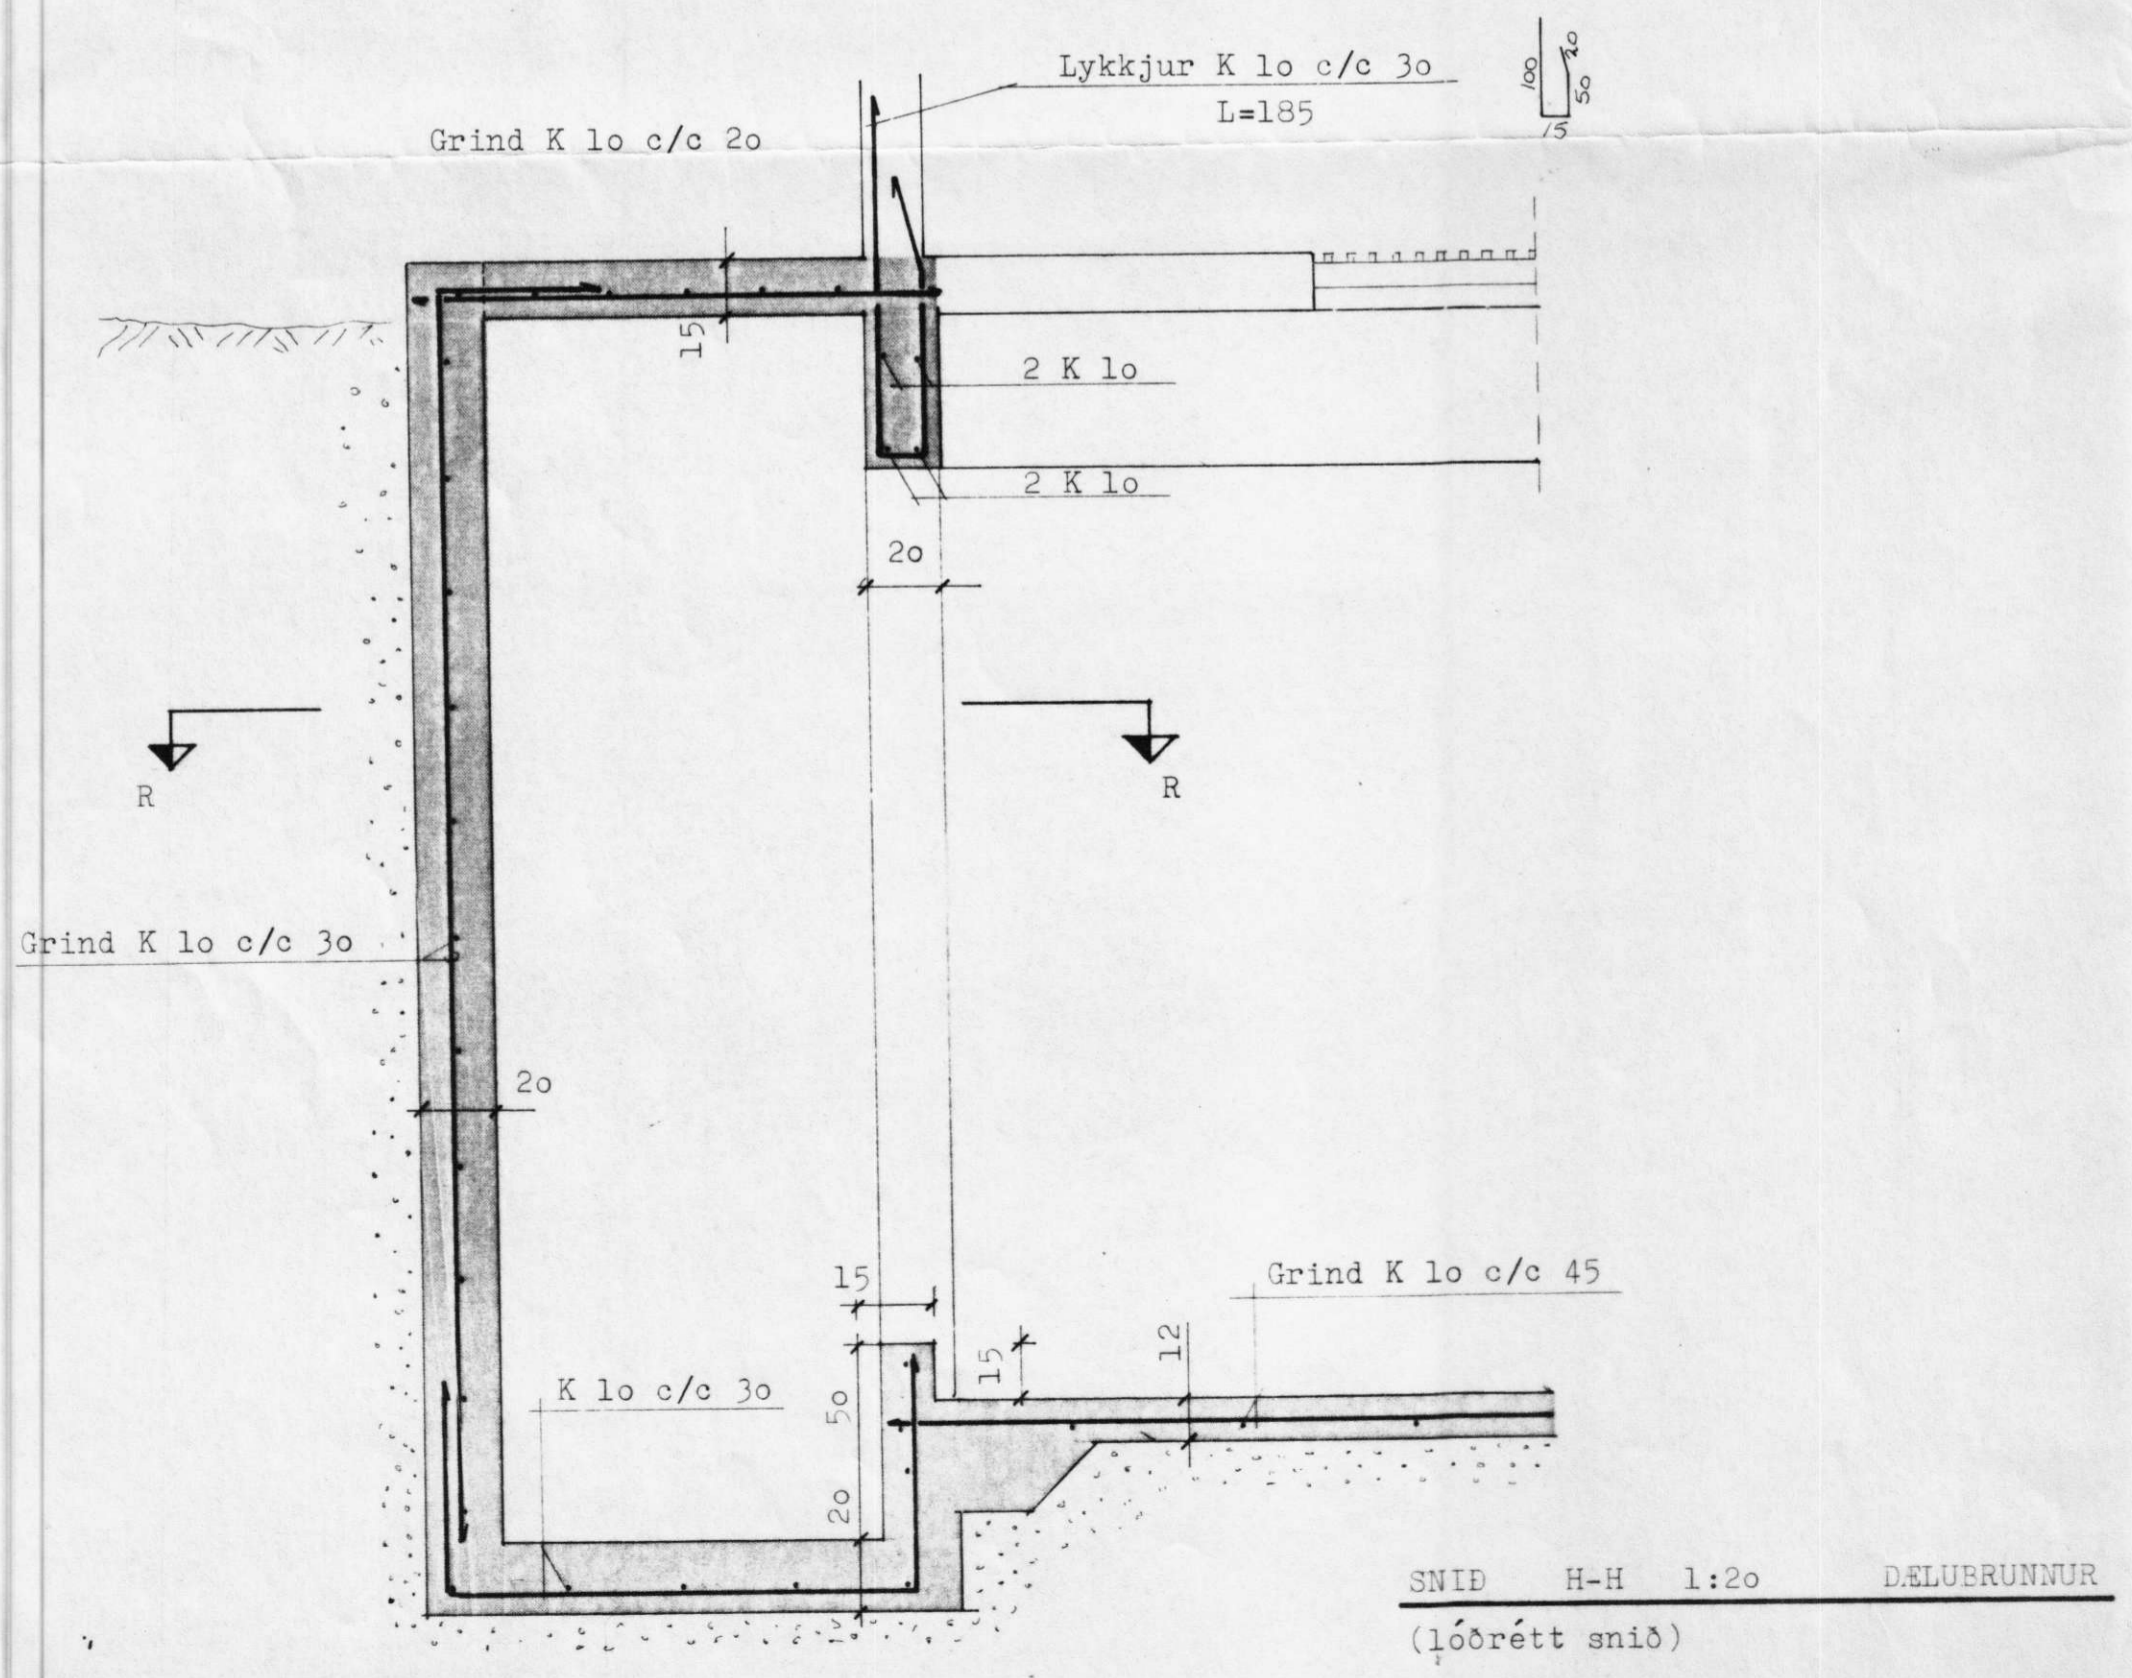 Lykkjur K lo c/c 3o
L=185
100
50
20
15
Grind K lo c/c 2o
15
2 K lo
2 K lo
2o
R
R
Grind K lo c/c 3o
2o
15
Grind K lo c/c 45
15
12
K lo c/c 3o
5o
2o
SNIÐ H-H 1:2o DÆLUBRUNNUR
(lóðrétt snið)